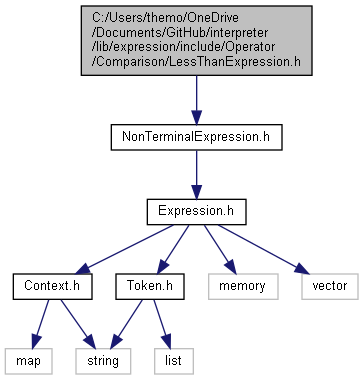 C:/Users/themo/OneDrive
/Documents/GitHub/interpreter
/lib/expression/include/Operator
/Comparison/LessThanExpression.h
NonTerminalExpression.h
Expression.h
Context.h
Token.h
memory
vector
map
string
list